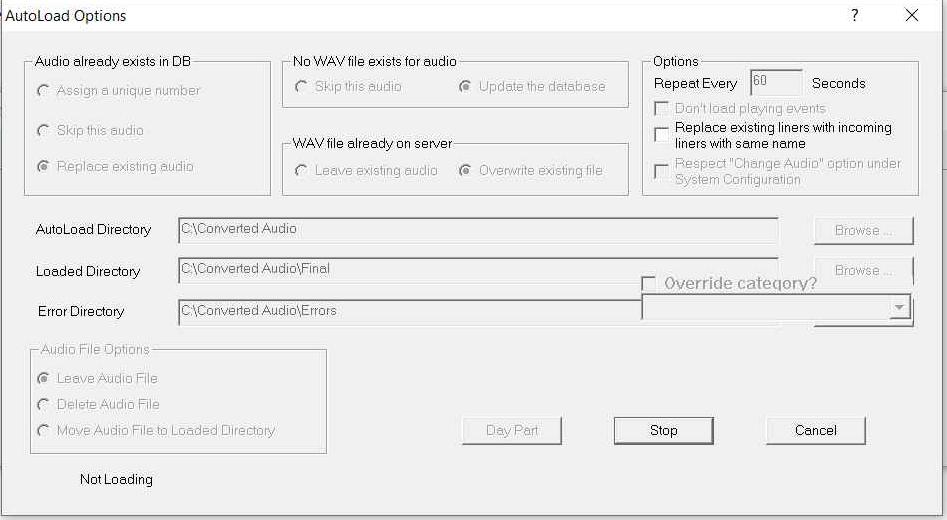 AutoLoad Options
?
Audio already exists in DB
Assign a unique number
Skip this audio
Replace existing audio
No WAV file exists for audio
Skip this audio
Update the database
WAV file already on server
Leave existing audio
Overwrite existing file
Options
Repeat Every 60 Seconds
Don't load playing events
Replace existing liners with incoming
liners with same name
Respect "Change Audio" option under
System Configuration
AutoLoad Directory
C:\Converted Audio
Browse ...
Loaded Directory
C:\Converted Audio\Final
Browse ...
Override category?
Error Directory
C:\Converted Audio\Errors
Audio File Options
Leave Audio File
Delete Audio File
Move Audio File to Loaded Directory
Day Part
Stop
Cancel
Not Loading